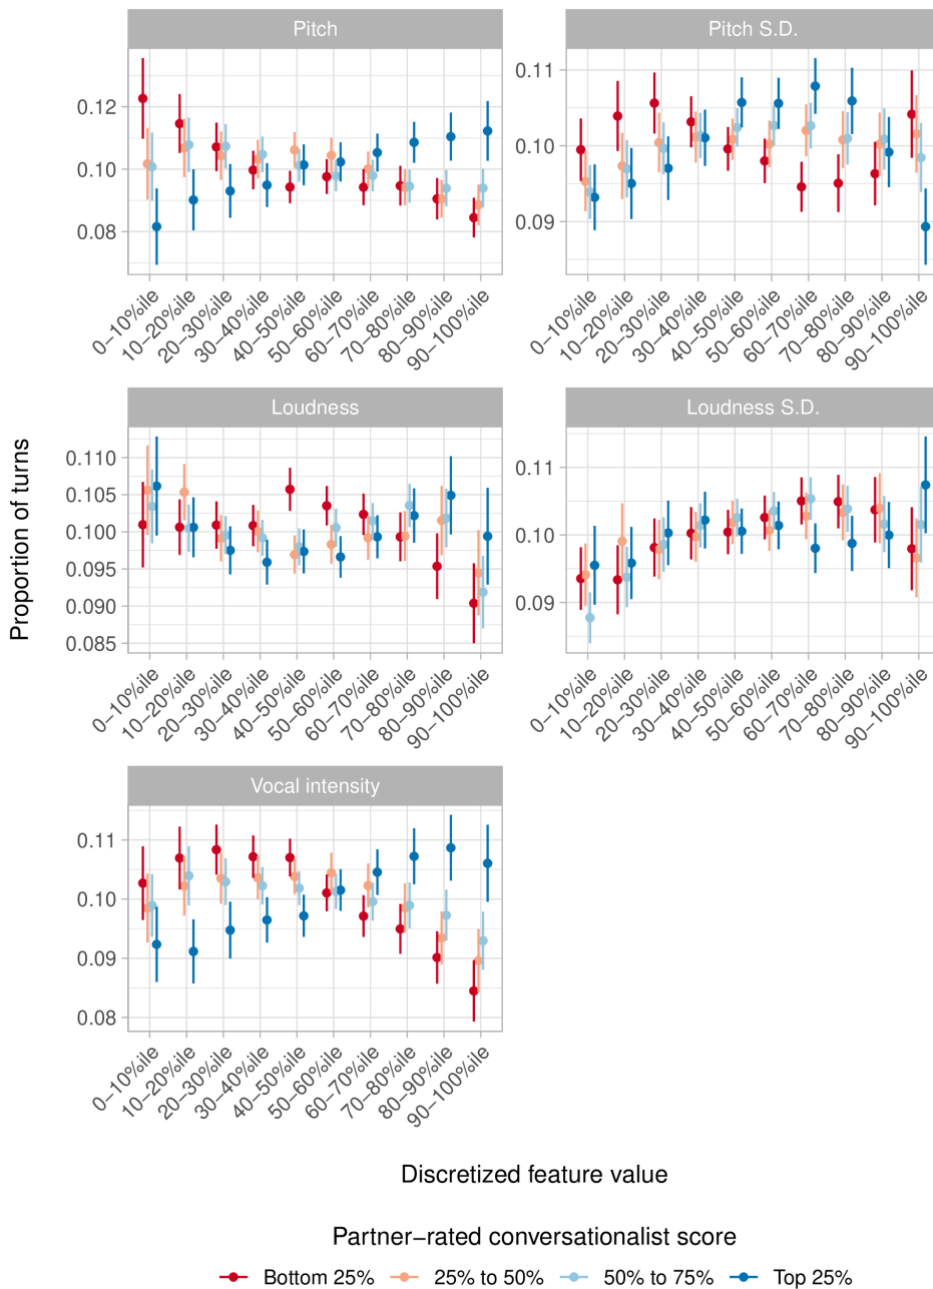 Pitch
Pitch S.D.
0.12
0.10
0.08
0.11
0.10
0.09
0−10%ile
10−20%ile
20−30%ile
30−40%ile
40−50%ile
50−60%ile
60−70%ile
70−80%ile
80−90%ile
90−100%ile
0−10%ile
10−20%ile
20−30%ile
30−40%ile
40−50%ile
50−60%ile
60−70%ile
70−80%ile
80−90%ile
90−100%ile
Proportion of turns
Loudness
Loudness S.D.
0.110
0.105
0.100
0.095
0.090
0.085
0.11
0.10
0.09
0−10%ile
10−20%ile
20−30%ile
30−40%ile
40−50%ile
50−60%ile
60−70%ile
70−80%ile
80−90%ile
90−100%ile
0−10%ile
10−20%ile
20−30%ile
30−40%ile
40−50%ile
50−60%ile
60−70%ile
70−80%ile
80−90%ile
90−100%ile
Vocal intensity
0.11
0.10
0.09
0.08
0−10%ile
10−20%ile
20−30%ile
30−40%ile
40−50%ile
50−60%ile
60−70%ile
70−80%ile
80−90%ile
90−100%ile
Discretized feature value
Partner−rated conversationalist score
Bottom 25% 25% to 50% 50% to 75% Top 25%